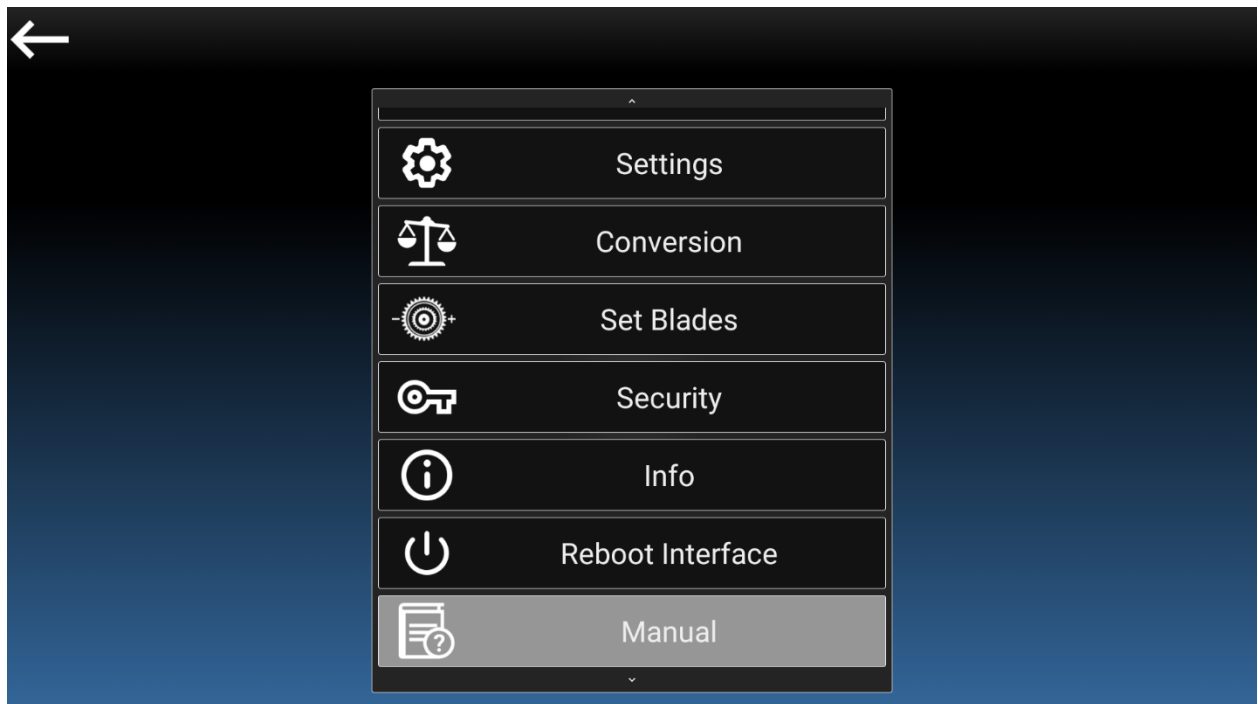 Settings
Conversion
Set Blades
Security
Info
Reboot Interface
Manual